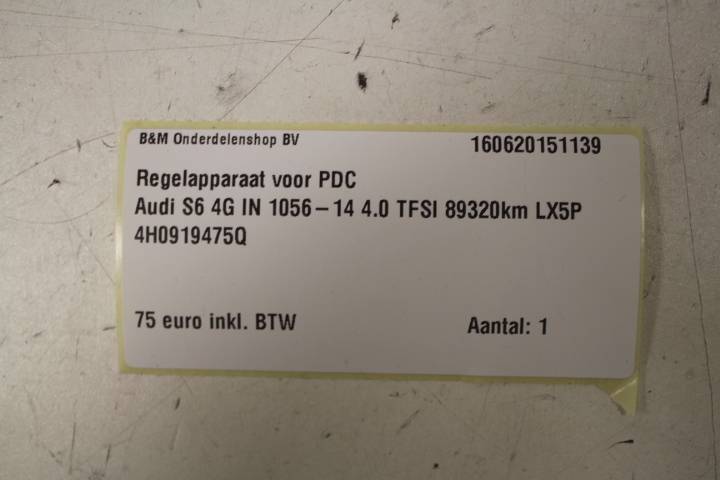 B&M Onderdelenshop BV 160620151139
Regelapparaat voor PDC
Audi S6 4G IN 1056-14 4.0 TFSI 89320km LX5P
4H0919475Q
75 euro inkl. BTW Aantal: 1